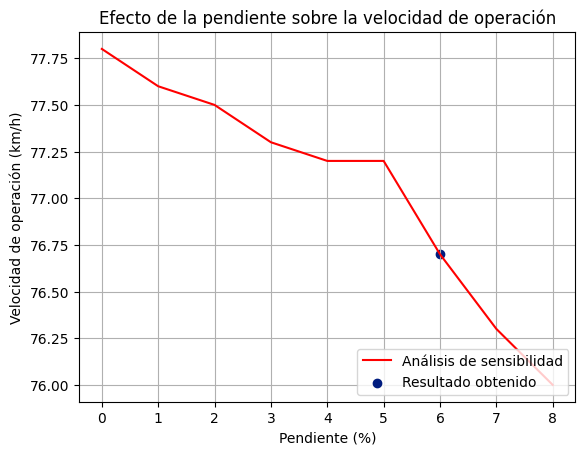 Efecto de la pendiente sobre la velocidad de operación
Velocidad de operación (km/h)
77.75
77.50
77.25
77.00
76.75
76.50
76.25
76.00
0 1 2 3 4 5 6 7 8
Pendiente (%)
Análisis de sensibilidad
Resultado obtenido